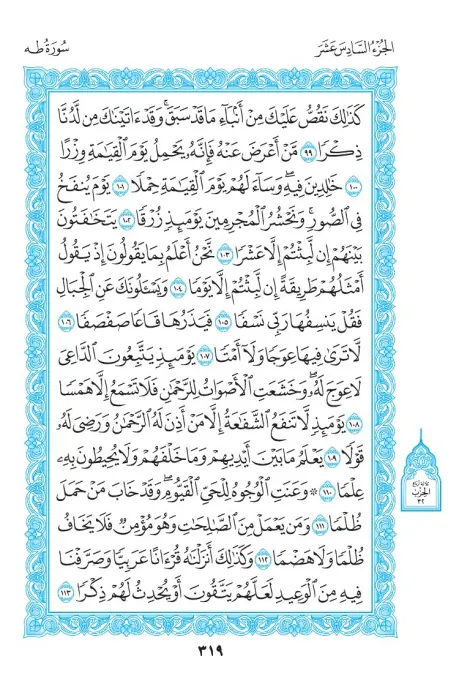 الجزء السادس عشر
سورة طه
كَذَٰلِكَ نَقُصُّ عَلَيْكَ مِنْ أَنۢبَآءِ مَا قَدْ سَبَقَ ۚ وَقَدْ ءَاتَيْنَٰكَ مِن لَّدُنَّا
ذِكْرًا ٩٩ مَّنْ أَعْرَضَ عَنْهُ فَإِنَّهُۥ يَحْمِلُ يَوْمَ ٱلْقِيَٰمَةِ وِزْرًا
١٠٠ خَٰلِدِينَ فِيهِ ۖ وَسَآءَ لَهُمْ يَوْمَ ٱلْقِيَٰمَةِ حِمْلًا ١٠١ يَوْمَ يُنفَخُ
فِى ٱلصُّورِ ۚ وَنَحْشُرُ ٱلْمُجْرِمِينَ يَوْمَئِذٍ زُرْقًا ١٠٢ يَتَخَٰفَتُونَ
بَيْنَهُمْ إِن لَّبِثْتُمْ إِلَّا عَشْرًا ١٠٣ نَّحْنُ أَعْلَمُ بِمَا يَقُولُونَ إِذْ يَقُولُ
أَمْثَلُهُمْ طَرِيقَةً إِن لَّبِثْتُمْ إِلَّا يَوْمًا ١٠٤ وَيَسْـَٔلُونَكَ عَنِ ٱلْجِبَالِ
فَقُلْ يَنسِفُهَا رَبِّى نَسْفًا ١٠٥ فَيَذَرُهَا قَاعًا صَفْصَفًا ١٠٦
لَّا تَرَىٰ فِيهَا عِوَجًا وَلَآ أَمْتًا ١٠٧ يَوْمَئِذٍ يَتَّبِعُونَ ٱلدَّاعِىَ
لَا عِوَجَ لَهُۥ ۖ وَخَشَعَتِ ٱلْأَصْوَاتُ لِلرَّحْمَٰنِ فَلَا تَسْمَعُ إِلَّا هَمْسًا
١٠٨ يَوْمَئِذٍ لَّا تَنفَعُ ٱلشَّفَٰعَةُ إِلَّا مَنْ أَذِنَ لَهُ ٱلرَّحْمَٰنُ وَرَضِىَ لَهُۥ
قَوْلًا ١٠٩ يَعْلَمُ مَا بَيْنَ أَيْدِيهِمْ وَمَا خَلْفَهُمْ وَلَا يُحِيطُونَ بِهِۦ
عِلْمًا ١١٠ ۞ وَعَنَتِ ٱلْوُجُوهُ لِلْحَىِّ ٱلْقَيُّومِ ۖ وَقَدْ خَابَ مَنْ حَمَلَ
ظُلْمًا ١١١ وَمَن يَعْمَلْ مِنَ ٱلصَّٰلِحَٰتِ وَهُوَ مُؤْمِنٌ فَلَا يَخَافُ
ظُلْمًا وَلَا هَضْمًا ١١٢ وَكَذَٰلِكَ أَنزَلْنَٰهُ قُرْءَانًا عَرَبِيًّا وَصَرَّفْنَا
فِيهِ مِنَ ٱلْوَعِيدِ لَعَلَّهُمْ يَتَّقُونَ أَوْ يُحْدِثُ لَهُمْ ذِكْرًا ١١٣
الحزب
٣٢
٣١٩